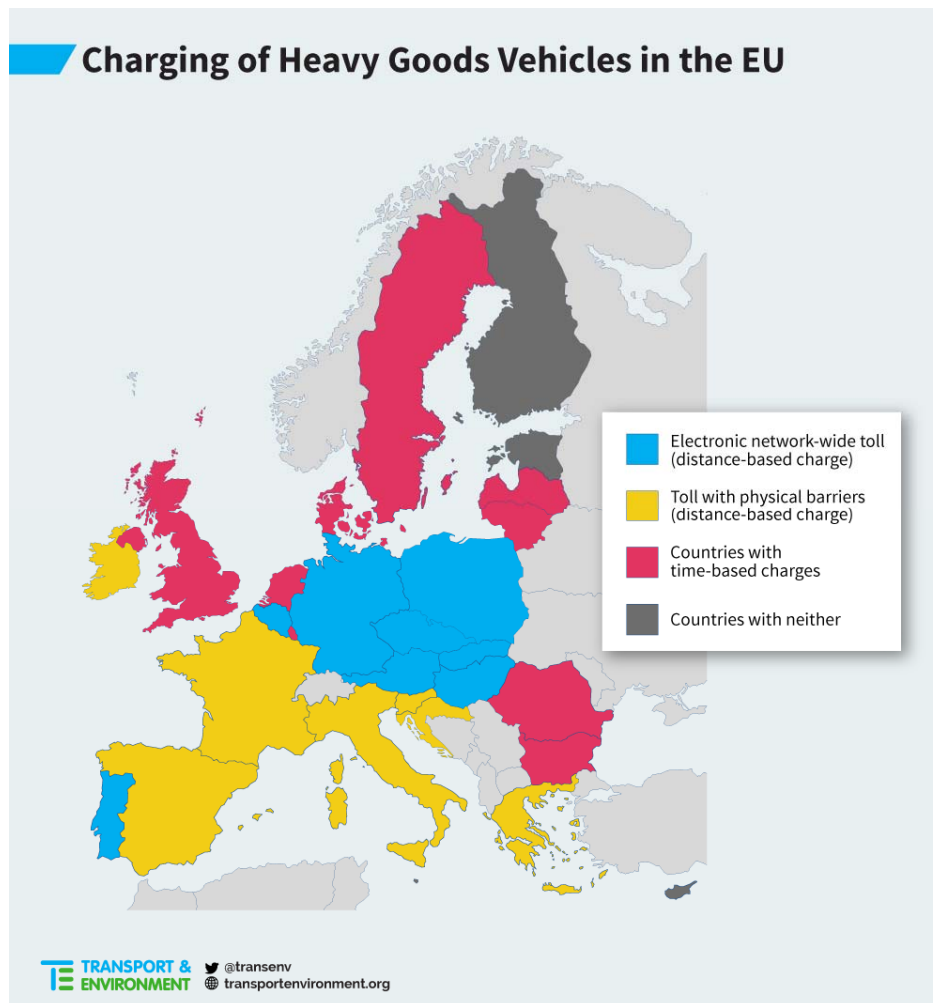 Charging of Heavy Goods Vehicles in the EU
Electronic network-wide toll
(distance-based charge)
Toll with physical barriers
(distance-based charge)
Countries with
time-based charges
Countries with neither
TE
TRANSPORT &
ENVIRONMENT
@transenv
transportenvironment.org